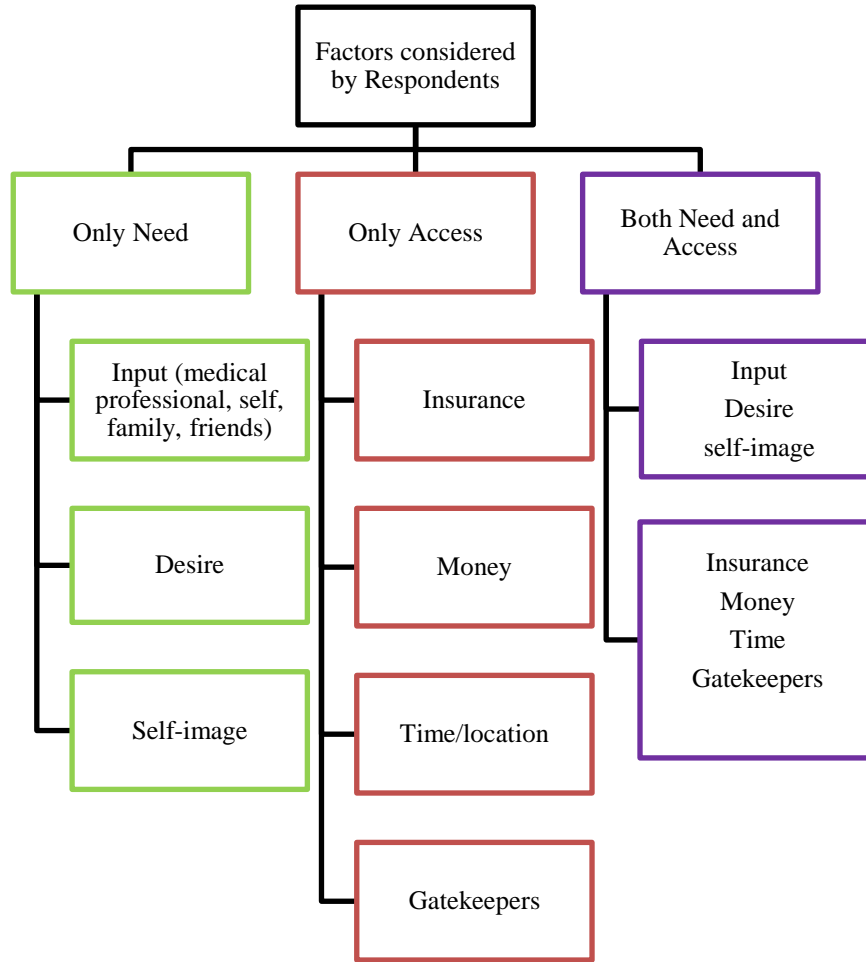 Factors considered
by Respondents
Only Need
Only Access
Both Need and
Access
Input (medical
professional, self,
family, friends)
Desire
Self-image
Insurance
Money
Time/location
Gatekeepers
Input
Desire
self-image
Insurance
Money
Time
Gatekeepers